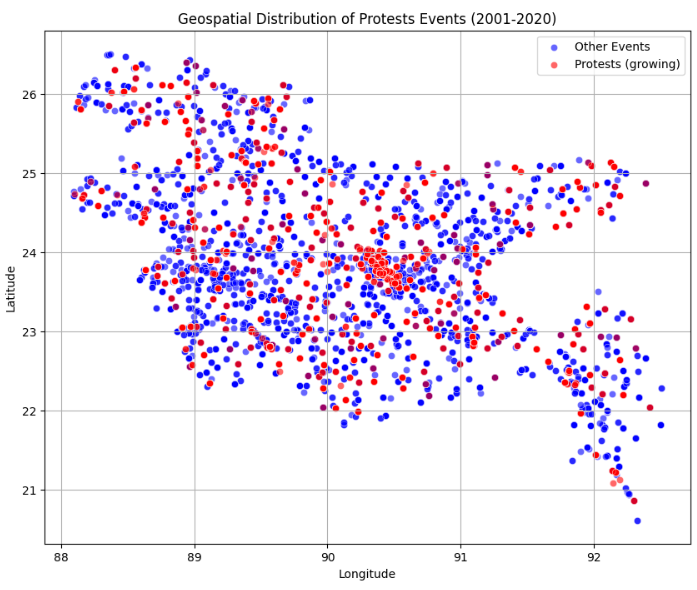 Geospatial Distribution of Protests Events (2001-2020)
Other Events
Protests (growing)
26
25
24
23
22
21
Latitude
88
89
90
91
92
Longitude